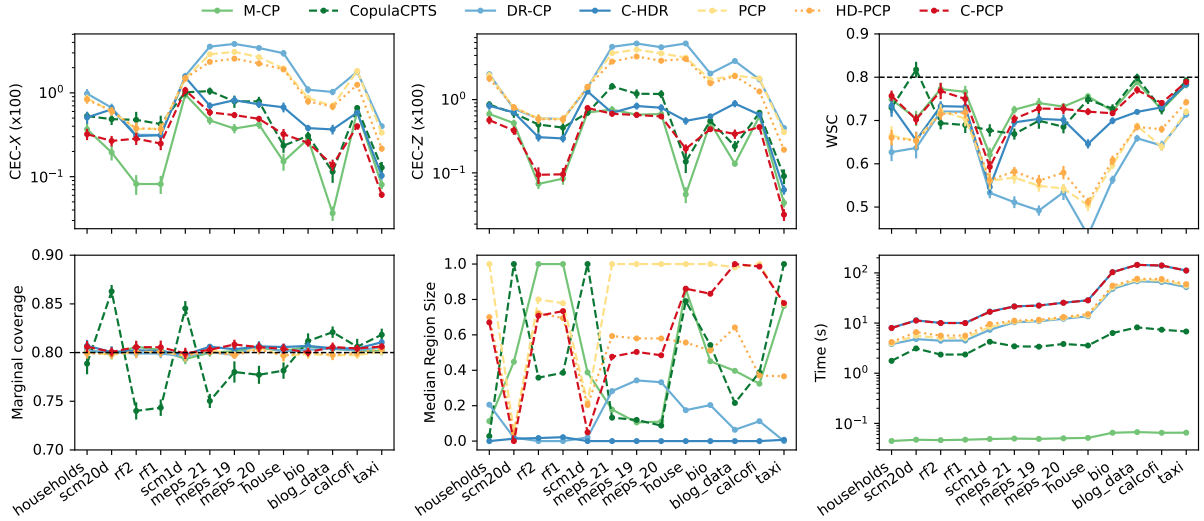 M-CP CopulaCPTS DR-CP C-HDR PCP HD-PCP C-PCP
CEC-X (x100)
10⁰
10⁻¹
CEC-Z (x100)
10⁰
10⁻¹
WSC
0.9
0.8
0.7
0.6
0.5
Marginal coverage
0.90
0.85
0.80
0.75
0.70
households
scm20d
rf2
rf1
scm1d
meps_21
meps_19
meps_20
house
bio
blog_data
calcofi
taxi
Median Region Size
1.0
0.8
0.6
0.4
0.2
0.0
households
scm20d
rf2
rf1
scm1d
meps_21
meps_19
meps_20
house
bio
blog_data
calcofi
taxi
Time (s)
10²
10¹
10⁰
10⁻¹
households
scm20d
rf2
rf1
scm1d
meps_21
meps_19
meps_20
house
bio
blog_data
calcofi
taxi